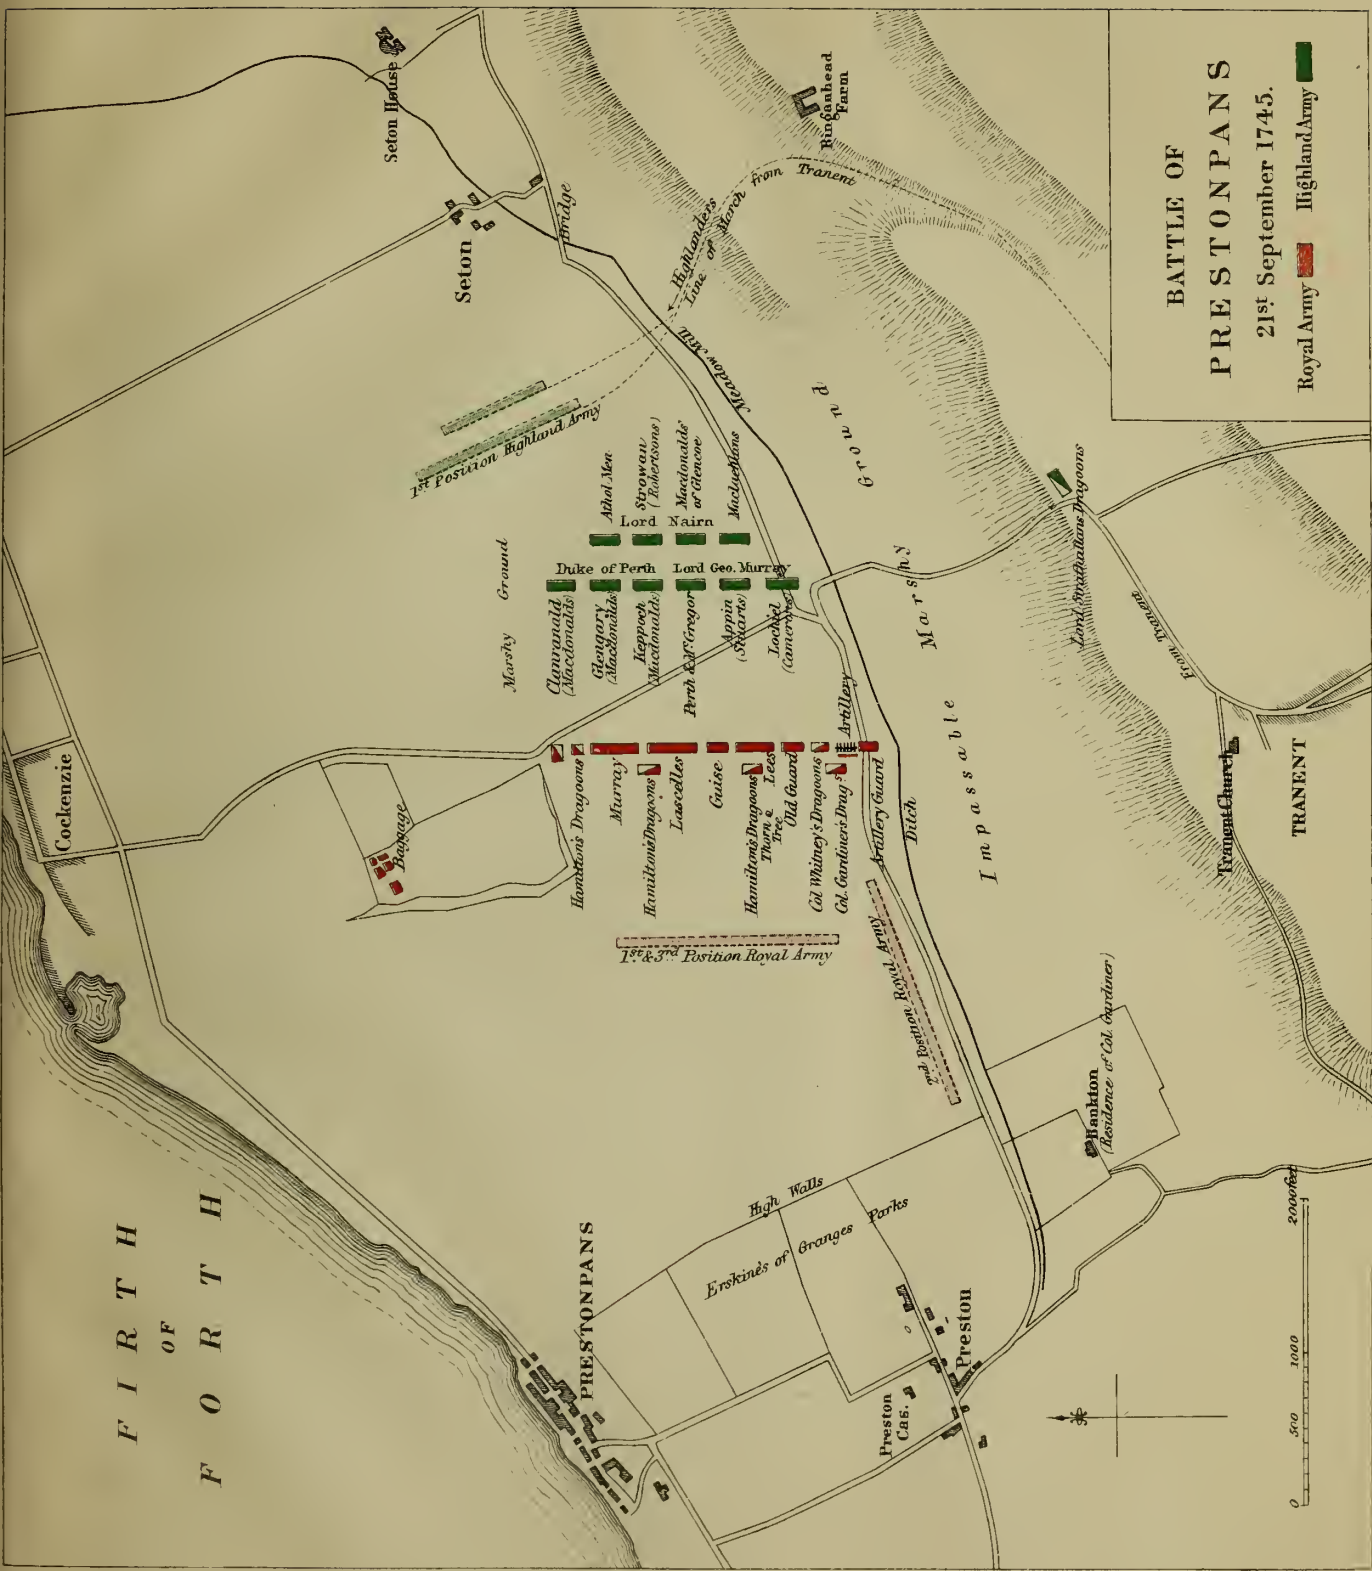 BATTLE OF
PRESTONPANS
21st September 1745.
Royal Army
Highland Army
FIRTH
OF
FORTH
Cockenzie
Seton House
Seton
Bridge
Ringanhead
Farm
Highlanders
Line of March from Tranent
Meadow Mill
1st Position Highland Army
Athol Men
Strowan
(Robertsons)
Macdonalds
of Glencoe
Maclachlans
Lord Nairn
Duke of Perth
Lord Geo. Murray
Marshy Ground
Clanranald
(Macdonalds)
Glengory
(Macdonalds)
Keppoch
(Macdonalds)
Perth & McGregor
Appin
(Stuarts)
Lochiel
(Camerons)
Baggage
Hamilton's Dragoons
Murray
Hamilton's Dragoons
Lascelles
Guise
Hamilton's Dragoons
Thorn
Tree
Lees
Old Guard
Col Whitney's Dragoons
Col. Gardiner's Drags
Artillery
Artillery Guard
Ditch
1st & 3rd Position Royal Army
2nd Position Royal Army
Impassable Marshy Ground
Lord Strathallans Dragoons
From Tranent
Tranent Church
TRANENT
Bankton
(Residence of Col. Gardiner)
High Walls
Erskine's of Granges Parks
PRESTONPANS
Preston
Preston
Cas.
0 500 1000 2000 feet